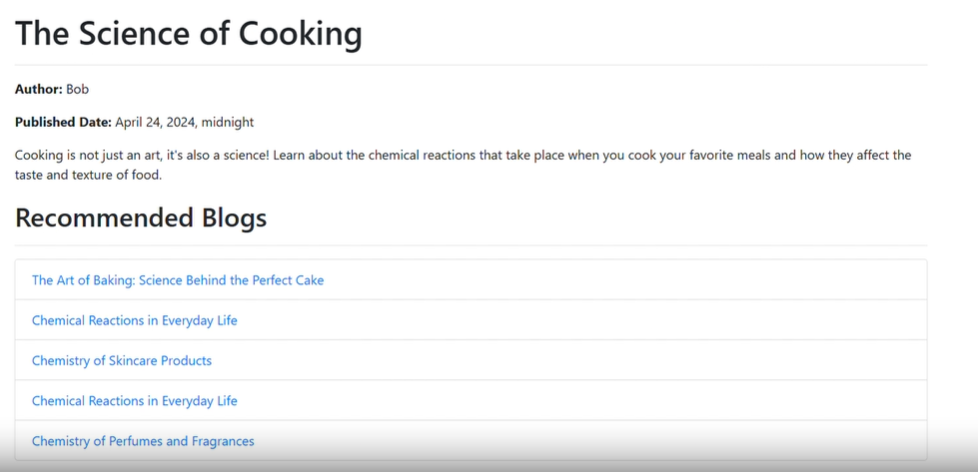 The Science of Cooking
Author: Bob
Published Date: April 24, 2024, midnight
Cooking is not just an art, it's also a science! Learn about the chemical reactions that take place when you cook your favorite meals and how they affect the
taste and texture of food.
Recommended Blogs
The Art of Baking: Science Behind the Perfect Cake
Chemical Reactions in Everyday Life
Chemistry of Skincare Products
Chemical Reactions in Everyday Life
Chemistry of Perfumes and Fragrances